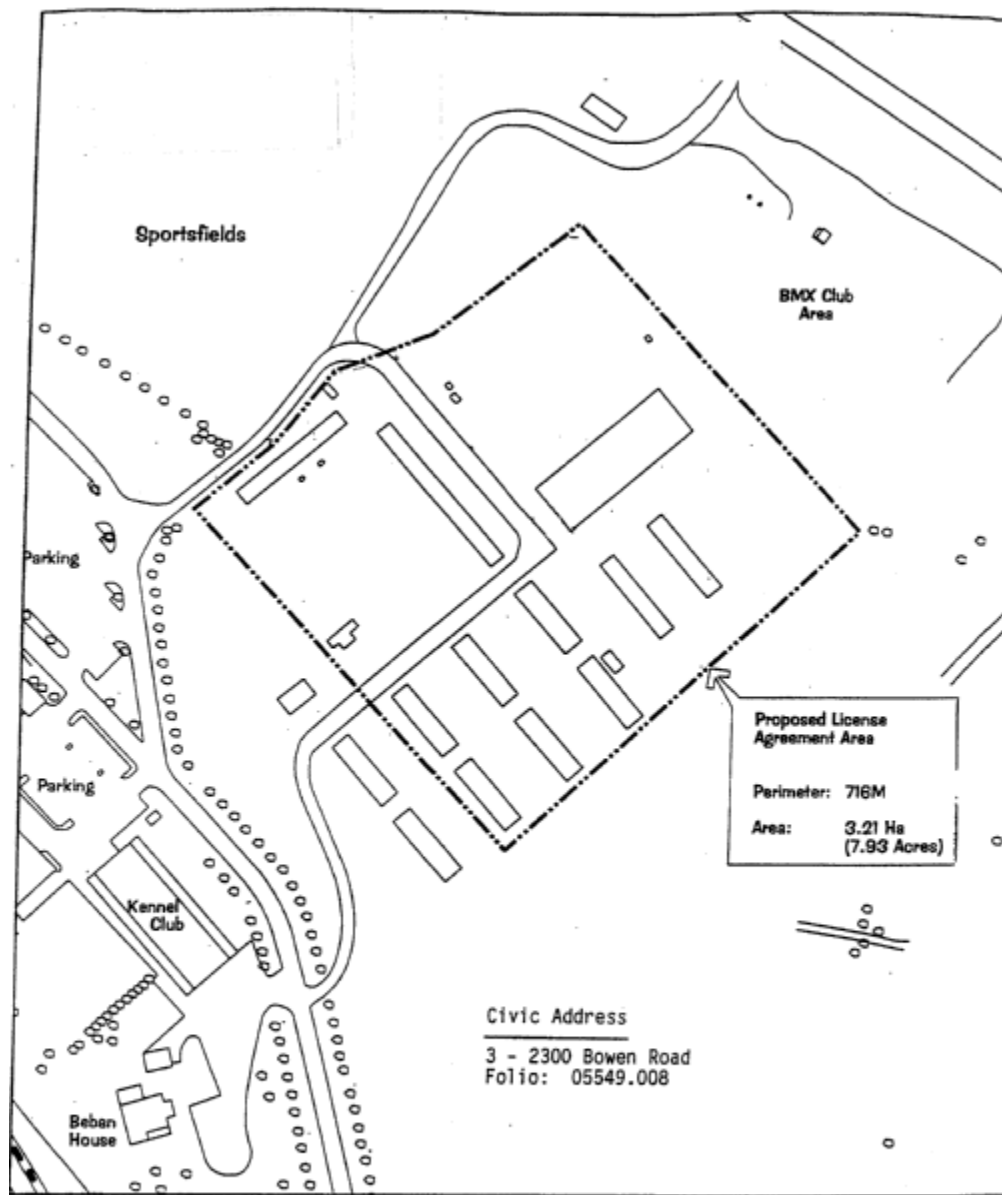 Sportsfields
BMX Club
Area
Parking
Proposed License
Agreement Area
Perimeter: 716M
Area: 3.21 Ha
(7.93 Acres)
Parking
Kennel
Club
Civic Address
3 - 2300 Bowen Road
Folio: 05549.008
Beban
House